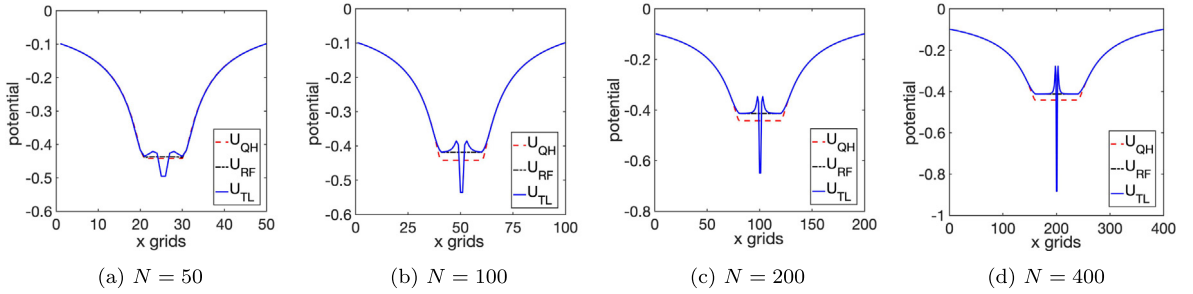 0
-0.1
-0.2
-0.3
-0.4
-0.5
-0.6
potential
0 10 20 30 40 50
x grids
U_QH
U_RF
U_TL
(a) N = 50
0
-0.1
-0.2
-0.3
-0.4
-0.5
-0.6
potential
0 25 50 75 100
x grids
U_QH
U_RF
U_TL
(b) N = 100
0
-0.2
-0.4
-0.6
-0.8
potential
0 50 100 150 200
x grids
U_QH
U_RF
U_TL
(c) N = 200
0
-0.2
-0.4
-0.6
-0.8
-1
potential
0 100 200 300 400
x grids
U_QH
U_RF
U_TL
(d) N = 400